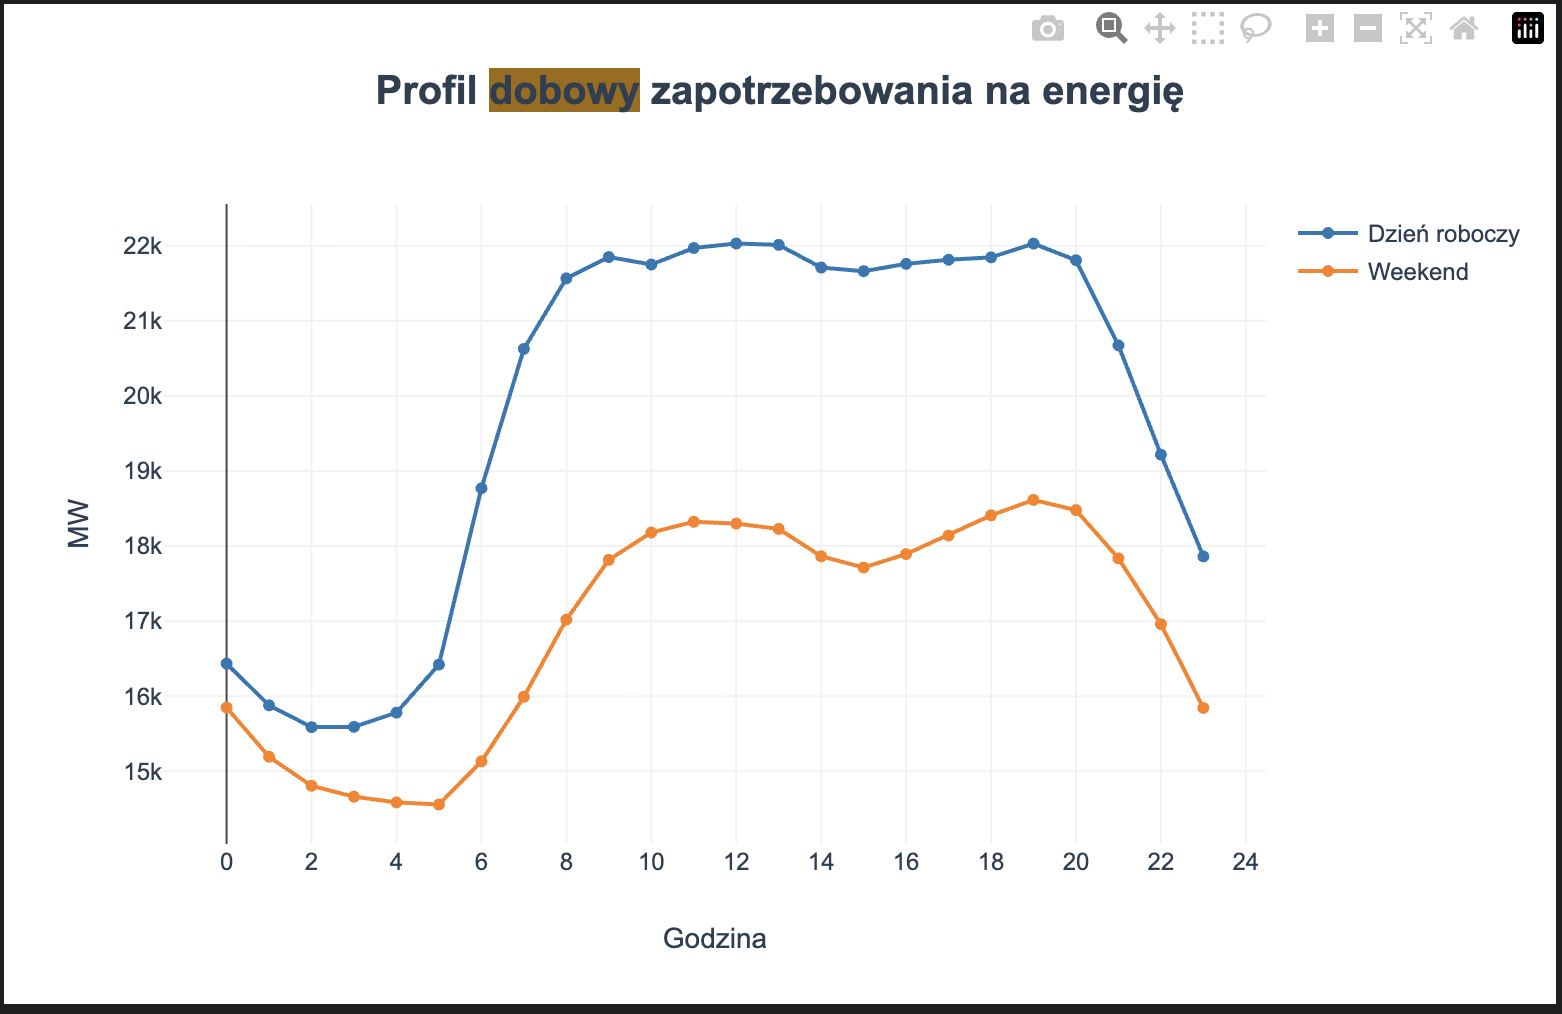 Profil dobowy zapotrzebowania na energię
Dzień roboczy
Weekend
22k
21k
20k
19k
18k
17k
16k
15k
MW
0 2 4 6 8 10 12 14 16 18 20 22 24
Godzina